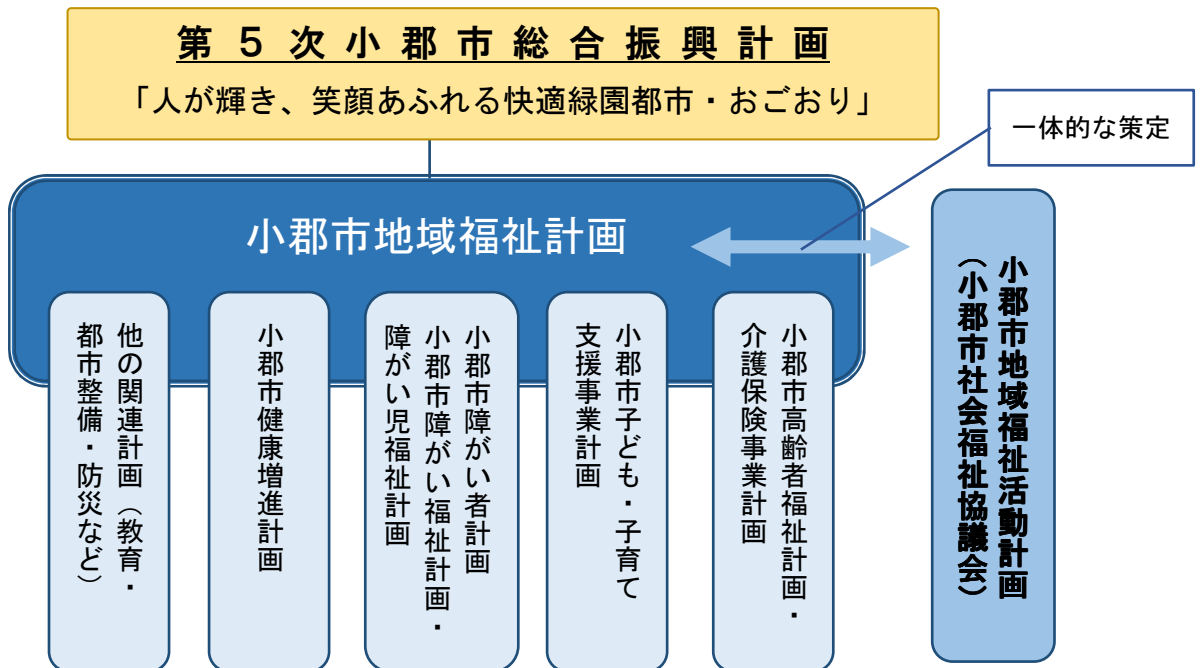 第5次小郡市総合振興計画
「人が輝き、笑顔あふれる快適緑園都市・おごおり」
一体的な策定
小郡市地域福祉計画
小郡市地域福祉活動計画
（小郡市社会福祉協議会）
小郡市高齢者福祉計画・
介護保険事業計画
小郡市子ども・子育て
支援事業計画
小郡市障がい者計画
小郡市障がい福祉計画・
障がい児福祉計画
小郡市健康増進計画
他の関連計画（教育・
都市整備・防災など）